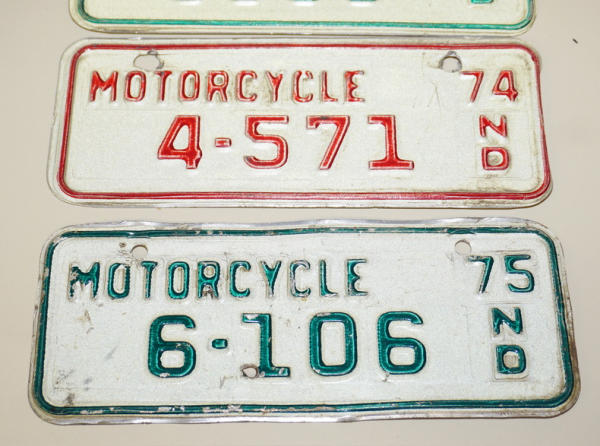 MOTORCYCLE 74
4-571 ND
MOTORCYCLE 75
6-106 ND